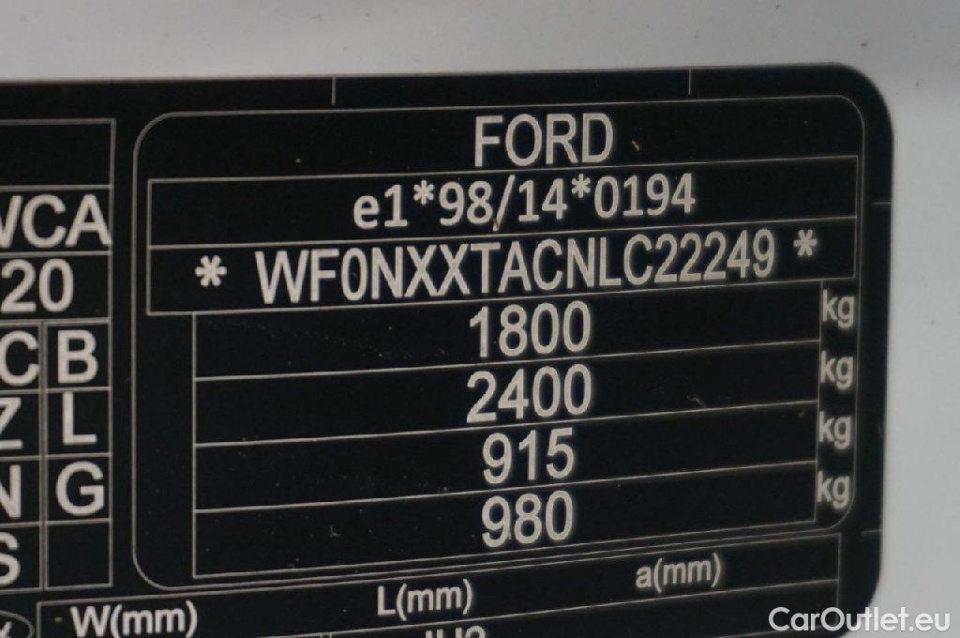 FORD
e1*98/14*0194
* WF0NXXTACNLC22249 *
1800 kg
2400 kg
915 kg
980 kg
20
C B
Z L
N G
S
W(mm) L(mm) a(mm)
CarOutlet.eu